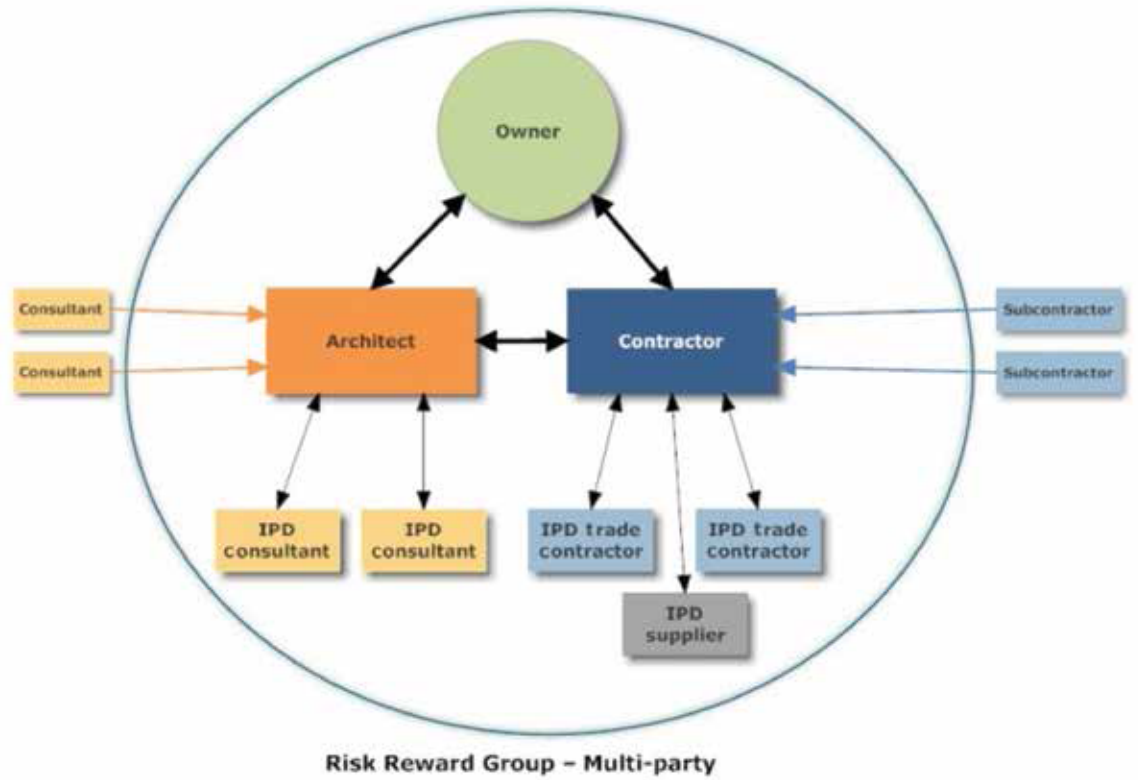 Owner
Consultant
Architect
Contractor
Subcontractor
Consultant
Subcontractor
IPD
consultant
IPD
consultant
IPD trade
contractor
IPD trade
contractor
IPD
supplier
Risk Reward Group – Multi-party